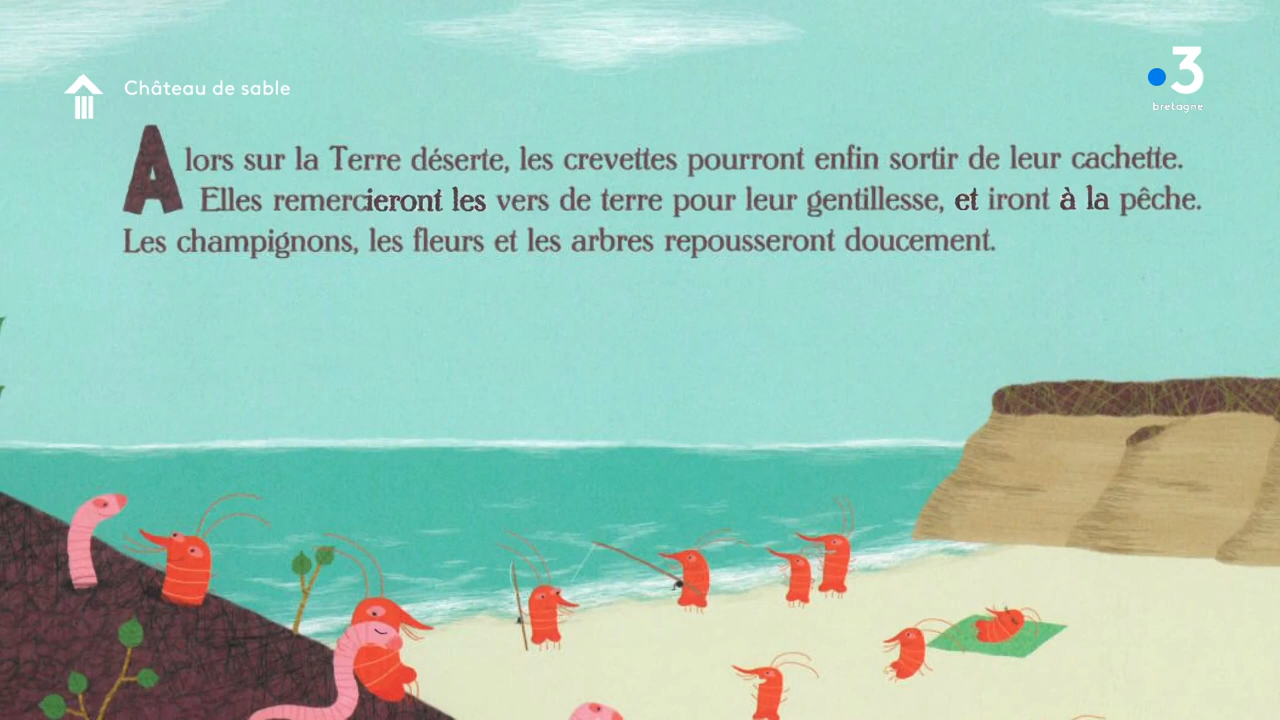 Château de sable
3
bretagne
Alors sur la Terre déserte, les crevettes pourront enfin sortir de leur cachette.
Elles remercieront les vers de terre pour leur gentillesse, et iront à la pêche.
Les champignons, les fleurs et les arbres repousseront doucement.